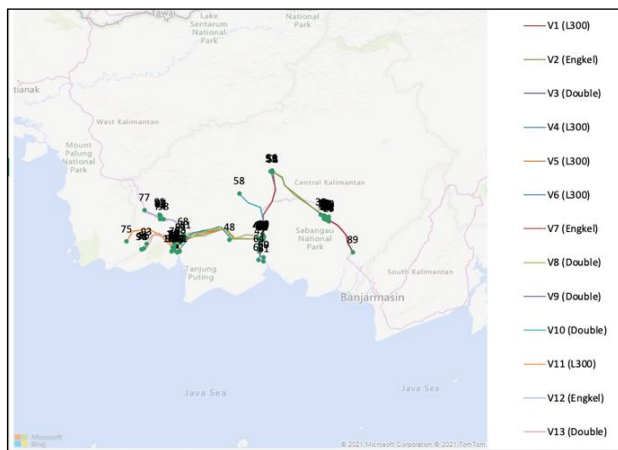 Lake
Sentarum
National
Park
National
Park
tianak
West Kalimantan
Mount
Palung
National
Park
Central Kalimantan
Sabangau
National
Park
Tanjung
Puting
South Kalimantan
Banjarmasin
Java Sea
Java Sea
77
58
75
48
89
68
64
Microsoft
Bing
© 2021 Microsoft Corporation © 2021 TomTom
V1 (L300)
V2 (Engkel)
V3 (Double)
V4 (L300)
V5 (L300)
V6 (L300)
V7 (Engkel)
V8 (Double)
V9 (Double)
V10 (Double)
V11 (L300)
V12 (Engkel)
V13 (Double)